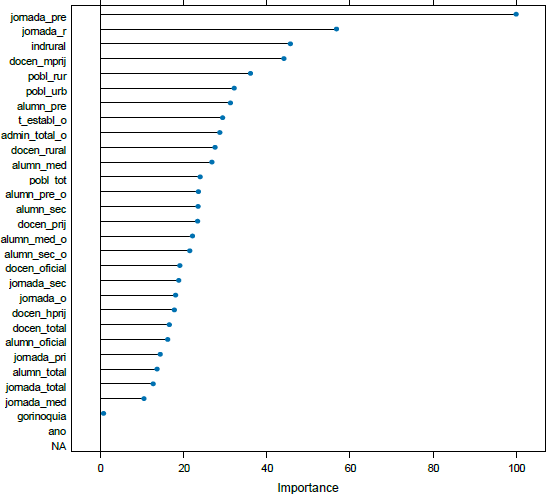 jornada_pre
jornada_r
indrural
docen_mprij
pobl_rur
pobl_urb
alumn_pre
t_establ_o
admin_total_o
docen_rural
alumn_med
pobl_tot
alumn_pre_o
alumn_sec
docen_prij
alumn_med_o
alumn_sec_o
docen_oficial
jornada_sec
jornada_o
docen_hprij
docen_total
alumn_oficial
jornada_pri
alumn_total
jornada_total
jornada_med
gorinoquia
ano
NA
0 20 40 60 80 100
Importance